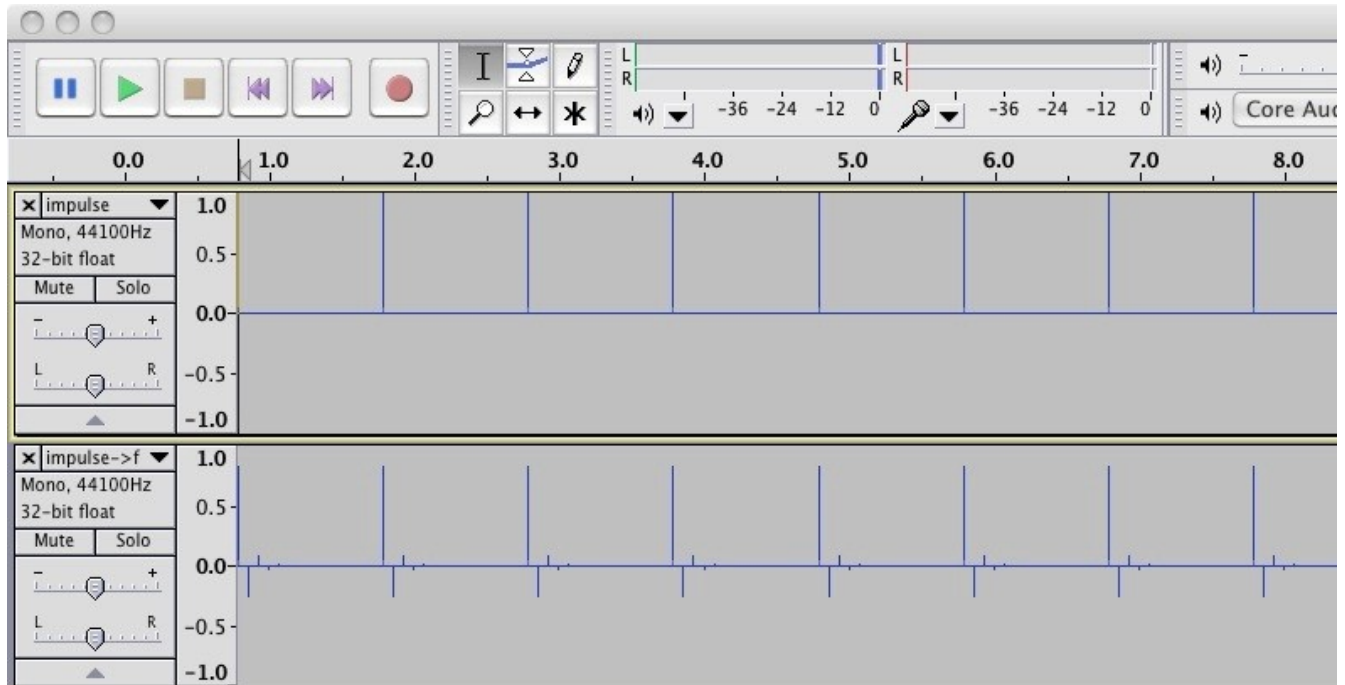 L
R
-36 -24 -12 0
L
R
-36 -24 -12 0
Core Auc
0.0 1.0 2.0 3.0 4.0 5.0 6.0 7.0 8.0
impulse
Mono, 44100Hz
32-bit float
Mute Solo
- +
L R
1.0
0.5
0.0
-0.5
-1.0
impulse->f
Mono, 44100Hz
32-bit float
Mute Solo
- +
L R
1.0
0.5
0.0
-0.5
-1.0